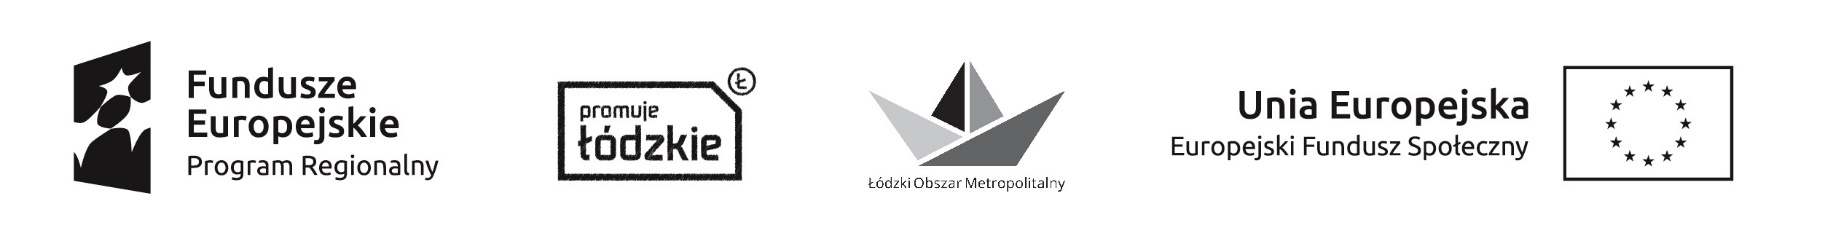 Fundusze
Europejskie
Program Regionalny
promuje
łódzkie
Ł
Łódzki Obszar Metropolitalny
Unia Europejska
Europejski Fundusz Społeczny